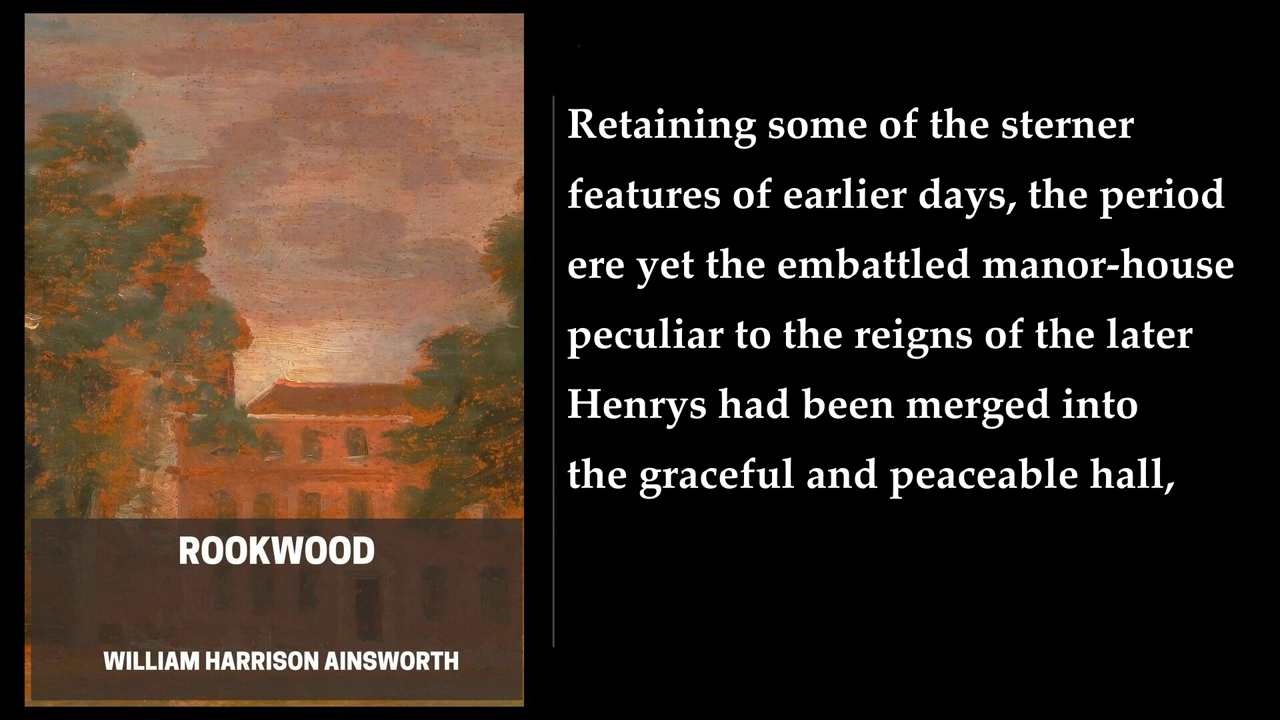 ROOKWOOD
WILLIAM HARRISON AINSWORTH
Retaining some of the sterner
features of earlier days, the period
ere yet the embattled manor-house
peculiar to the reigns of the later
Henrys had been merged into
the graceful and peaceable hall,